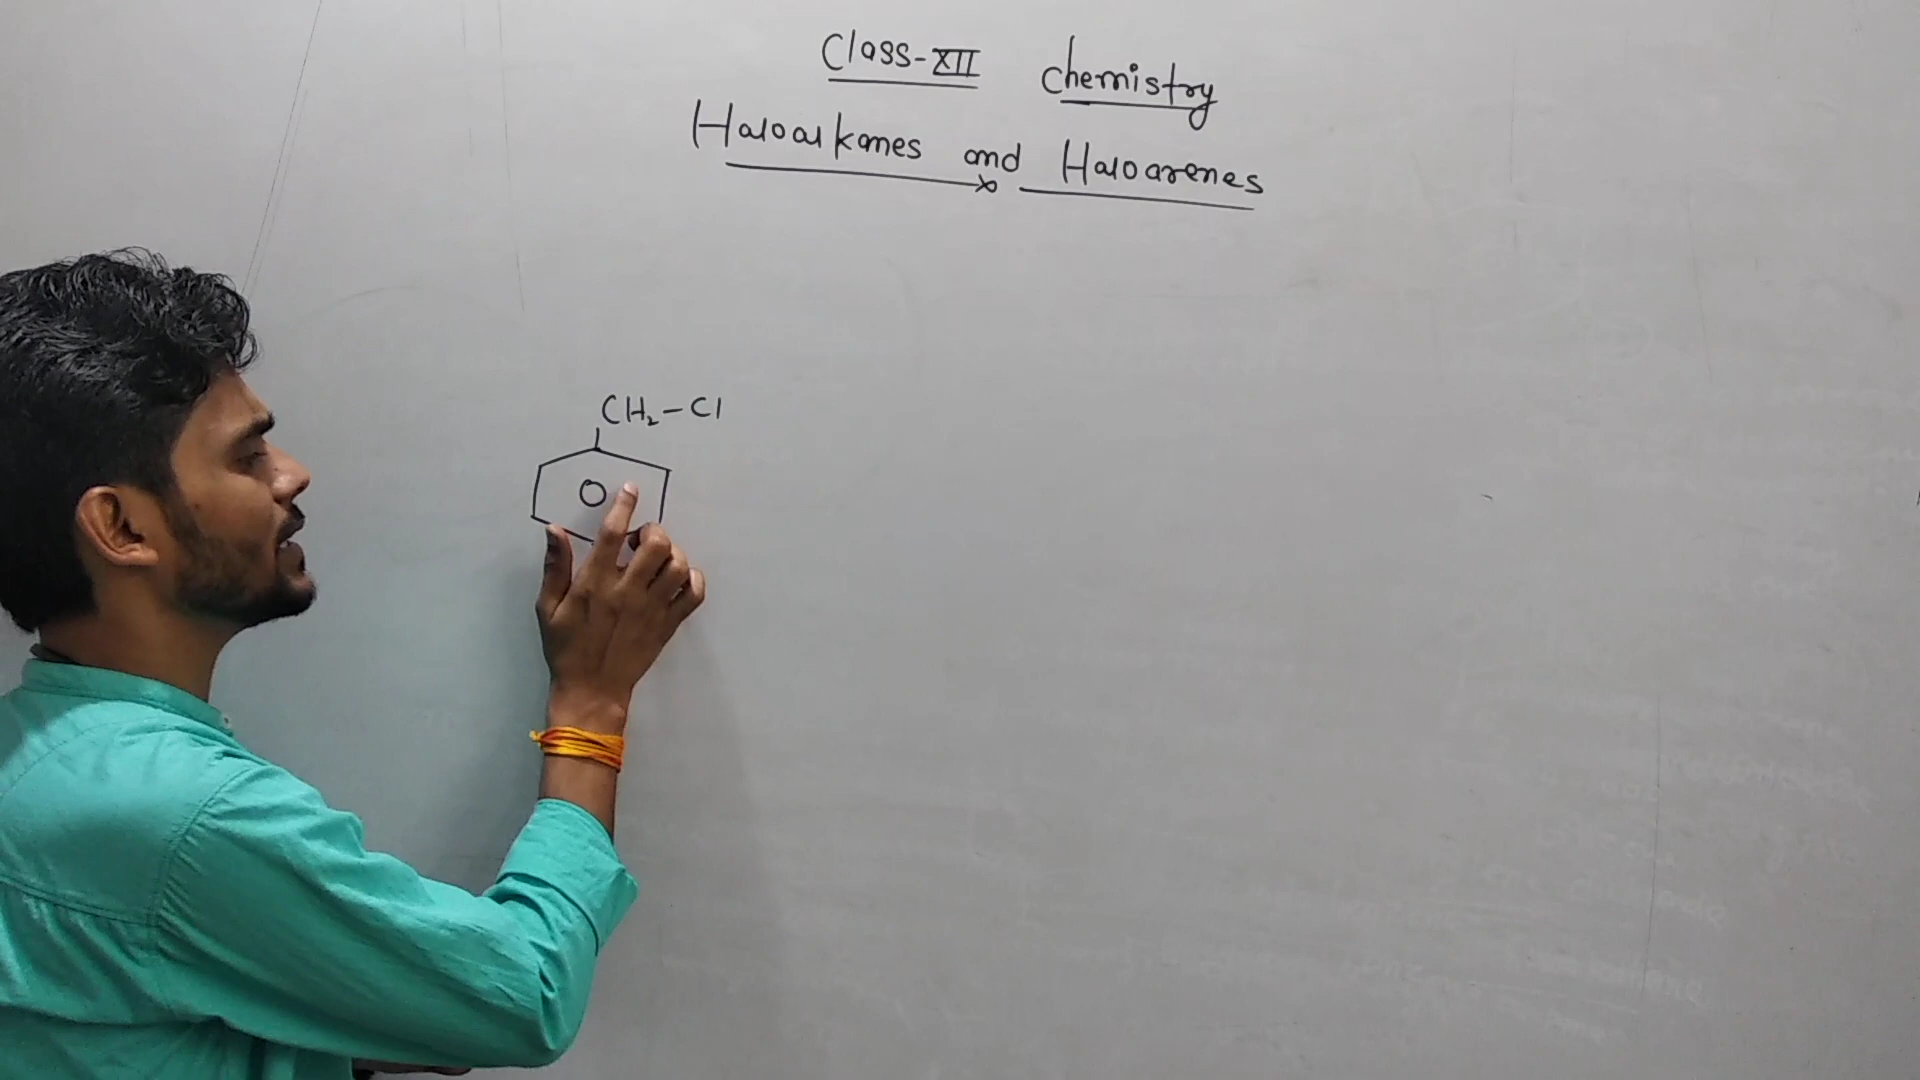 Class-XII Chemistry
Haloalkanes and Haloarenes
CH₂-Cl